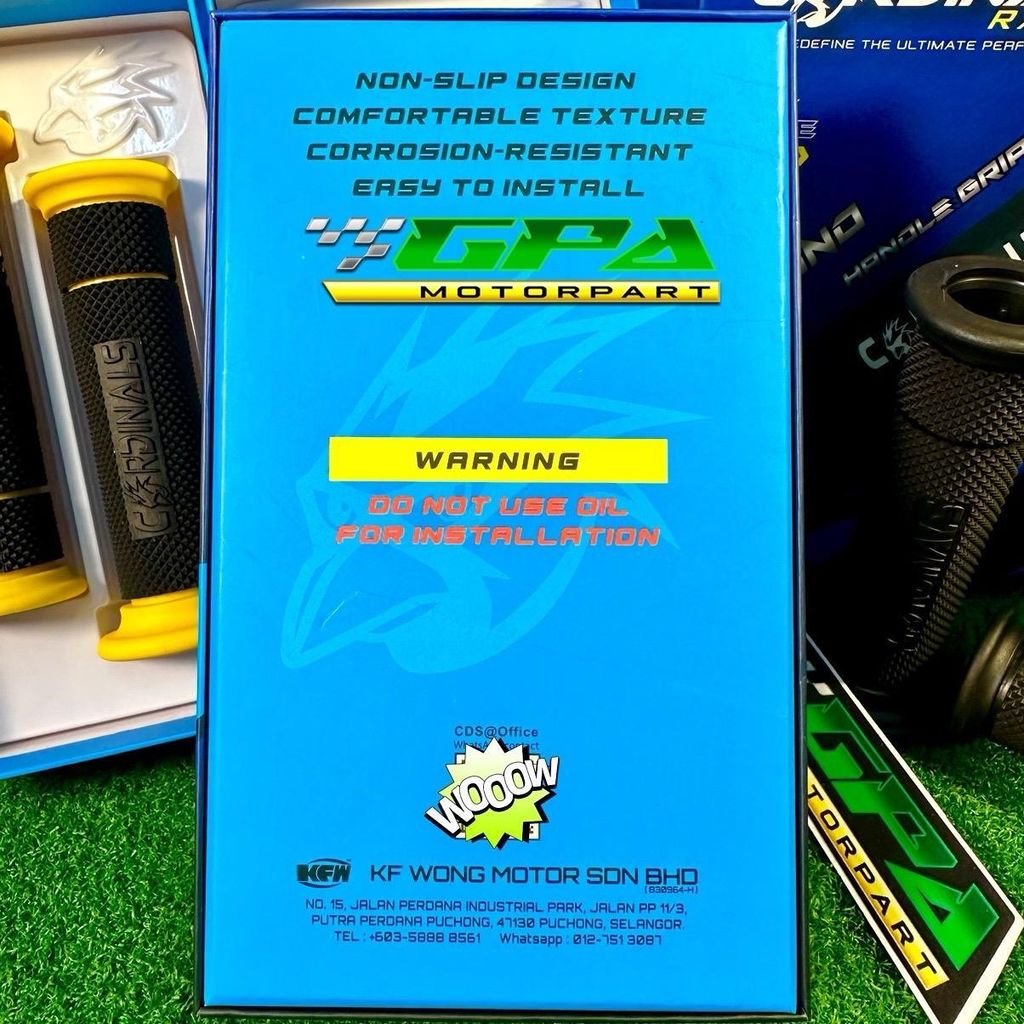 NON-SLIP DESIGN
COMFORTABLE TEXTURE
CORROSION-RESISTANT
EASY TO INSTALL
GPA
MOTORPART
WARNING
DO NOT USE OIL
FOR INSTALLATION
CDS@Office
WOOOW
KFW KF WONG MOTOR SDN BHD
(830964-H)
NO. 15, JALAN PERDANA INDUSTRIAL PARK, JALAN PP 11/3,
PUTRA PERDANA PUCHONG, 47130 PUCHONG, SELANGOR.
TEL : +603-5888 8561 Whatsapp : 012-751 3087
CARDINALS
EDEFINE THE ULTIMATE PERF
HANDLE GRIP
GPA
TORPART